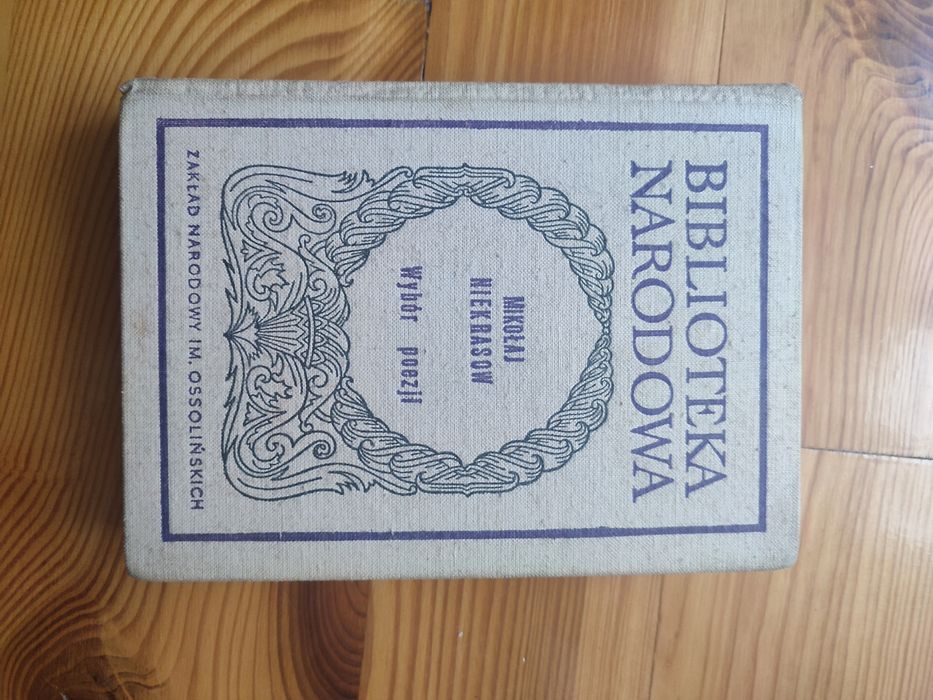 BIBLIOTEKA
NARODOWA
MIKOŁAJ
NIEKRASOW
Wybór poezji
ZAKŁAD NARODOWY IM. OSSOLIŃSKICH